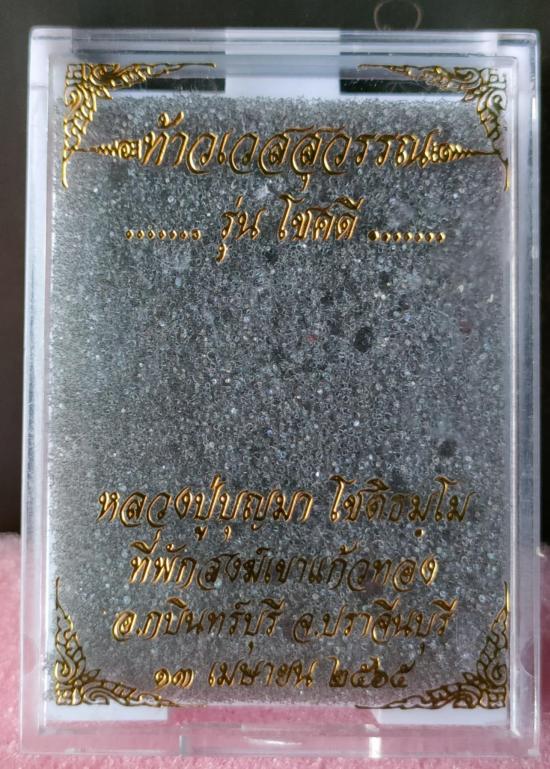 ท้าวเวสสุวรรณ
....... รุ่น โชคดี .......
หลวงปู่บุญมา โชติธมฺโม
ที่พักสงฆ์เขาแก้วทอง
อ.กบินทร์บุรี จ.ปราจีนบุรี
๑๓ เมษายน ๒๕๖๕